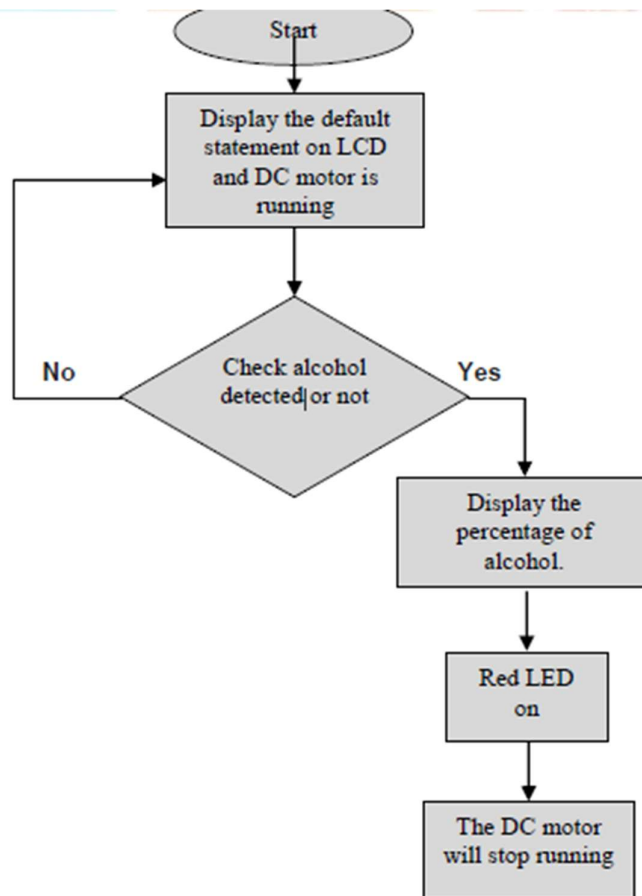 Start
Display the default
statement on LCD
and DC motor is
running
Check alcohol
detected or not
No
Yes
Display the
percentage of
alcohol.
Red LED
on
The DC motor
will stop running